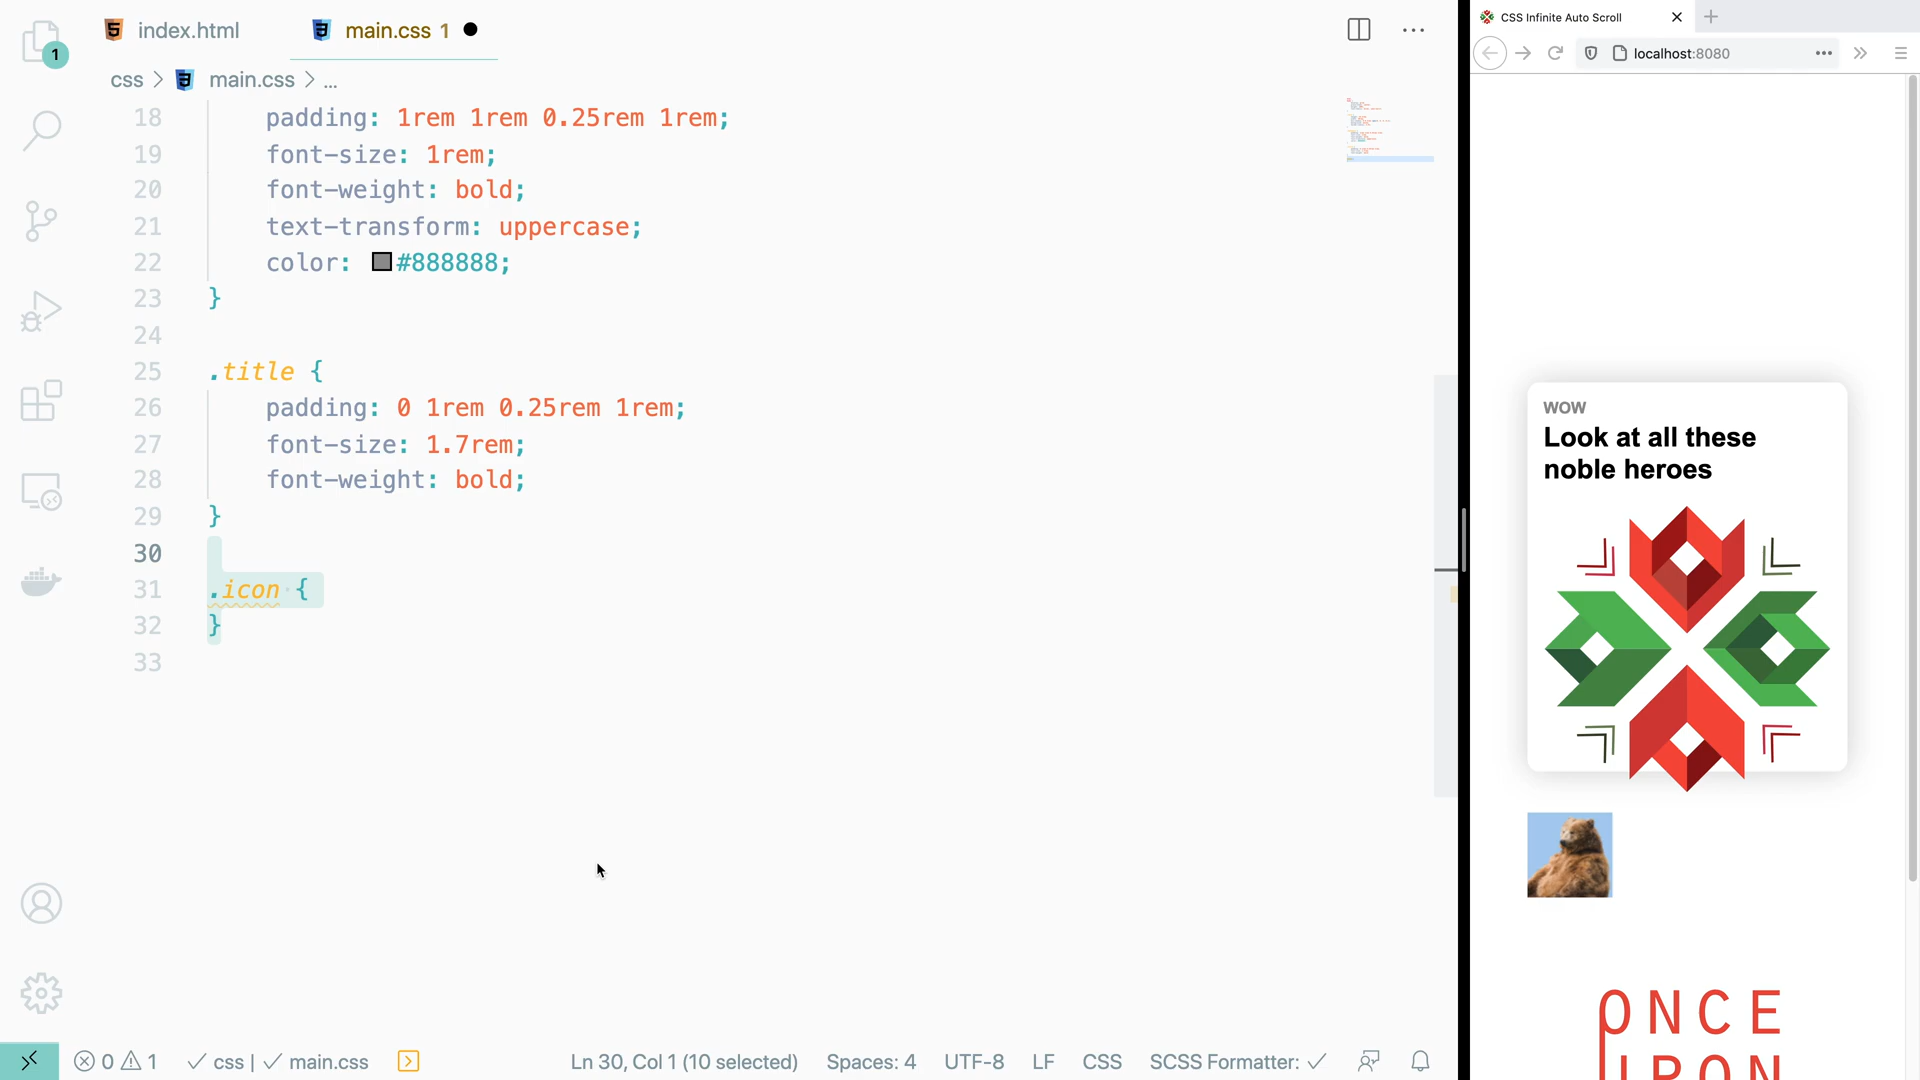 index.html
main.css 1
css > main.css > ...
1
18 padding: 1rem 1rem 0.25rem 1rem;
19 font-size: 1rem;
20 font-weight: bold;
21 text-transform: uppercase;
22 color: #888888;
23 }
24
25 .title {
26 padding: 0 1rem 0.25rem 1rem;
27 font-size: 1.7rem;
28 font-weight: bold;
29 }
30
31 .icon {
32 }
33
0 1 css | main.css
Ln 30, Col 1 (10 selected) Spaces: 4 UTF-8 LF CSS SCSS Formatter:
CSS Infinite Auto Scroll
localhost:8080
WOW
Look at all these
noble heroes
ONCE
UPON